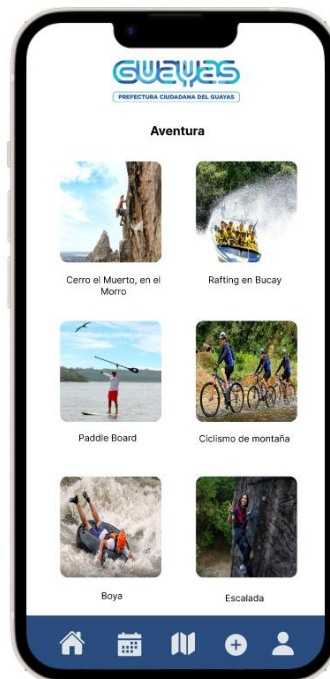 GUAYAS
PREFECTURA CIUDADANA DEL GUAYAS
Aventura
Cerro el Muerto, en el
Morro
Rafting en Bucay
Paddle Board
Ciclismo de montaña
Boya
Escalada